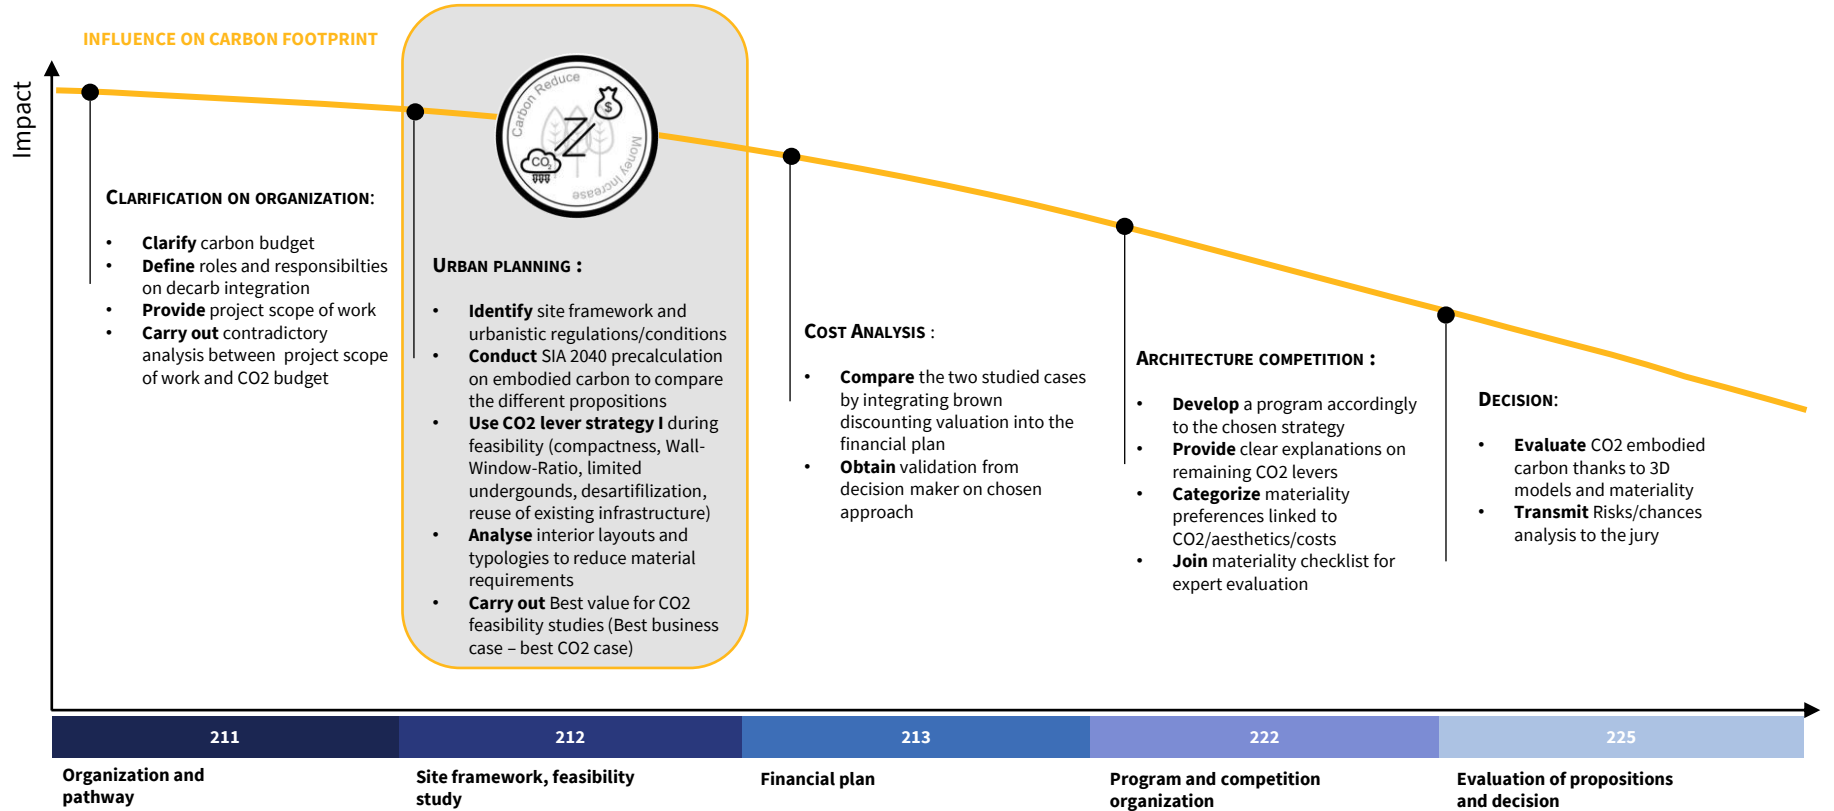 INFLUENCE ON CARBON FOOTPRINT
Impact
Carbon Reduce
Money Increase
$
CO2
CLARIFICATION ON ORGANIZATION:
• Clarify carbon budget
• Define roles and responsibilties
on decarb integration
• Provide project scope of work
• Carry out contradictory
analysis between project scope
of work and CO2 budget
URBAN PLANNING :
• Identify site framework and
urbanistic regulations/conditions
• Conduct SIA 2040 precalculation
on embodied carbon to compare
the different propositions
• Use CO2 lever strategy I during
feasibility (compactness, Wall-
Window-Ratio, limited
undergounds, desartifilization,
reuse of existing infrastructure)
• Analyse interior layouts and
typologies to reduce material
requirements
• Carry out Best value for CO2
feasibility studies (Best business
case – best CO2 case)
COST ANALYSIS :
• Compare the two studied cases
by integrating brown
discounting valuation into the
financial plan
• Obtain validation from
decision maker on chosen
approach
ARCHITECTURE COMPETITION :
• Develop a program accordingly
to the chosen strategy
• Provide clear explanations on
remaining CO2 levers
• Categorize materiality
preferences linked to
CO2/aesthetics/costs
• Join materiality checklist for
expert evaluation
DECISION:
• Evaluate CO2 embodied
carbon thanks to 3D
models and materiality
• Transmit Risks/chances
analysis to the jury
211
212
213
222
225
Organization and
pathway
Site framework, feasibility
study
Financial plan
Program and competition
organization
Evaluation of propositions
and decision